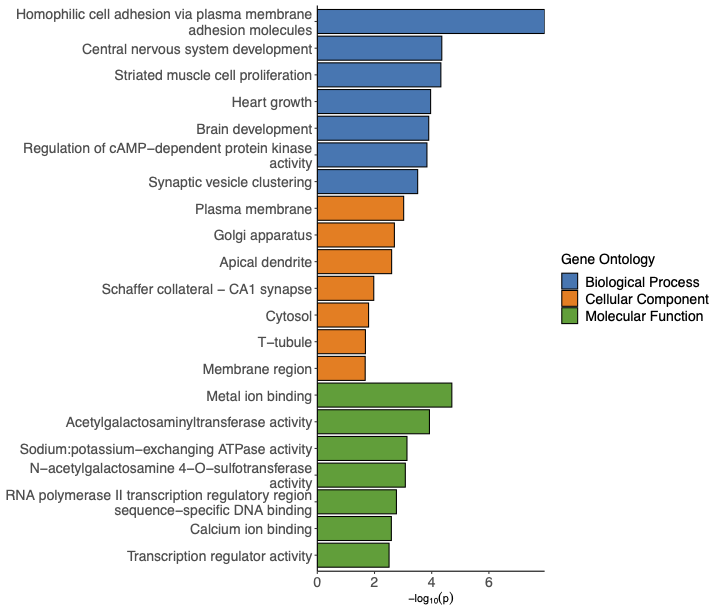 Homophilic cell adhesion via plasma membrane
adhesion molecules
Central nervous system development
Striated muscle cell proliferation
Heart growth
Brain development
Regulation of cAMP−dependent protein kinase
activity
Synaptic vesicle clustering
Plasma membrane
Golgi apparatus
Apical dendrite
Schaffer collateral − CA1 synapse
Cytosol
T−tubule
Membrane region
Metal ion binding
Acetylgalactosaminyltransferase activity
Sodium:potassium−exchanging ATPase activity
N−acetylgalactosamine 4−O−sulfotransferase
activity
RNA polymerase II transcription regulatory region
sequence−specific DNA binding
Calcium ion binding
Transcription regulator activity
0 2 4 6
−log₁₀(p)
Gene Ontology
Biological Process
Cellular Component
Molecular Function